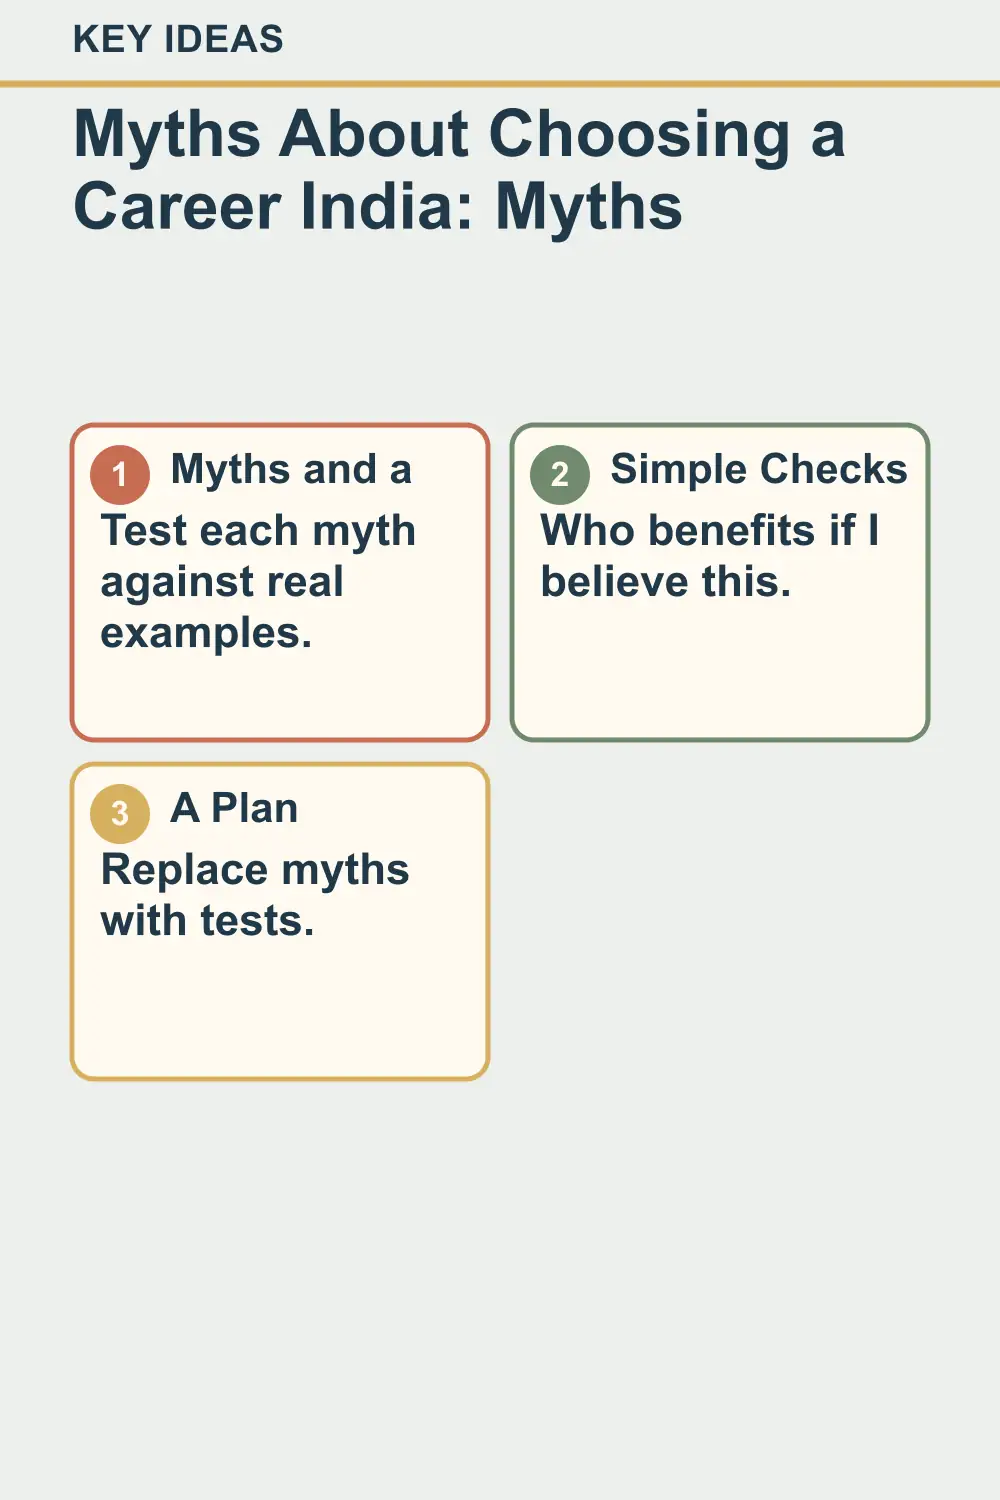 KEY IDEAS
Myths About Choosing a
Career India: Myths
1 Myths and a
Test each myth
against real
examples.
2 Simple Checks
Who benefits if I
believe this.
3 A Plan
Replace myths
with tests.